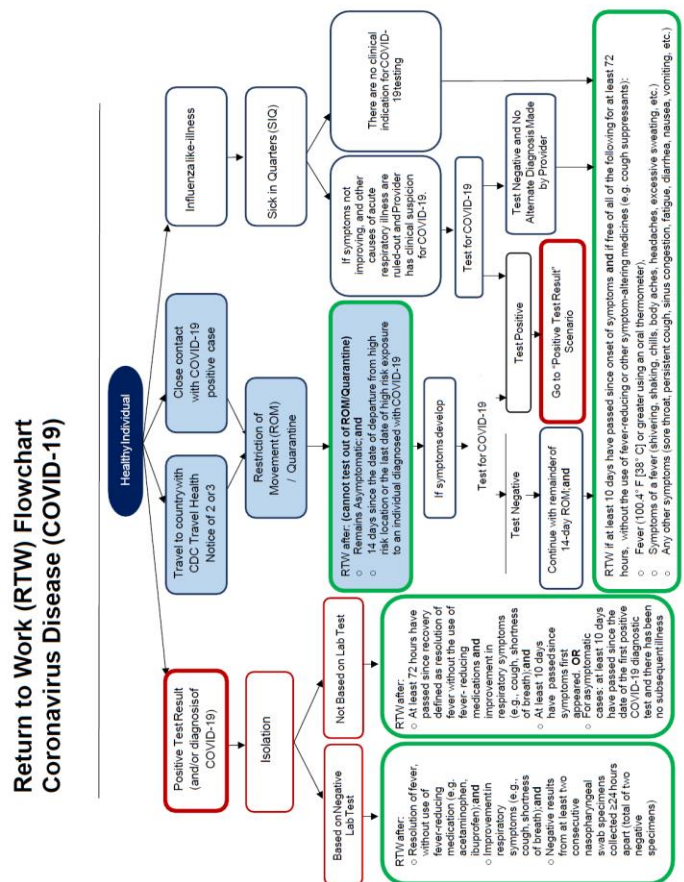 Return to Work (RTW) Flowchart
Coronavirus Disease (COVID-19)
Healthy Individual
Positive Test Result
(and/or diagnosis of
COVID-19)
Travel to country with
CDC Travel Health
Notice of 2 or 3
Close contact
with COVID-19
positive case
Influenza like-illness
Isolation
Restriction of
Movement (ROM)
/ Quarantine
Sick in Quarters (SIQ)
Based on Negative
Lab Test
Not Based on Lab Test
RTW after:
○ Resolution of fever,
without use of
fever-reducing
medication (e.g.
acetaminophen,
ibuprofen); and
○ Improvement in
respiratory
symptoms (e.g.,
cough, shortness
of breath); and
○ Negative results
from at least two
consecutive
nasopharyngeal
swab specimens
collected ≥24 hours
apart (total of two
negative
specimens)
RTW after:
○ At least 72 hours have
passed since recovery
defined as resolution of
fever without the use of
fever- reducing
medications and
improvement in
respiratory symptoms
(e.g., cough, shortness
of breath); and
○ At least 10 days
have passed since
symptoms first
appeared. OR
○ For asymptomatic
cases: at least 10 days
have passed since the
date of the first positive
COVID-19 diagnostic
test and there has been
no subsequent illness
RTW after: (cannot test out of ROM/Quarantine)
○ Remains Asymptomatic; and
○ 14 days since the date of departure from high
risk location or the last date of high risk exposure
to an individual diagnosed with COVID-19
If symptoms develop
Test for COVID-19
Test Negative
Test Positive
Continue with remainder of
14-day ROM; and
Go to "Positive Test Result"
Scenario
If symptoms not
improving, and other
causes of acute
respiratory illness are
ruled-out and Provider
has clinical suspicion
for COVID-19.
There are no clinical
indication for COVID-
19 testing
Test for COVID-19
Test Negative and No
Alternate Diagnosis Made
by Provider
RTW if at least 10 days have passed since onset of symptoms and if free of all of the following for at least 72
hours, without the use of fever-reducing or other symptom-altering medicines (e.g. cough suppressants):
○ Fever (100.4° F [38° C] or greater using an oral thermometer),
○ Symptoms of a fever (shivering, shaking, chills, body aches, headaches, excessive sweating, etc.)
○ Any other symptoms (sore throat, persistent cough, sinus congestion, fatigue, diarrhea, nausea, vomiting, etc.)